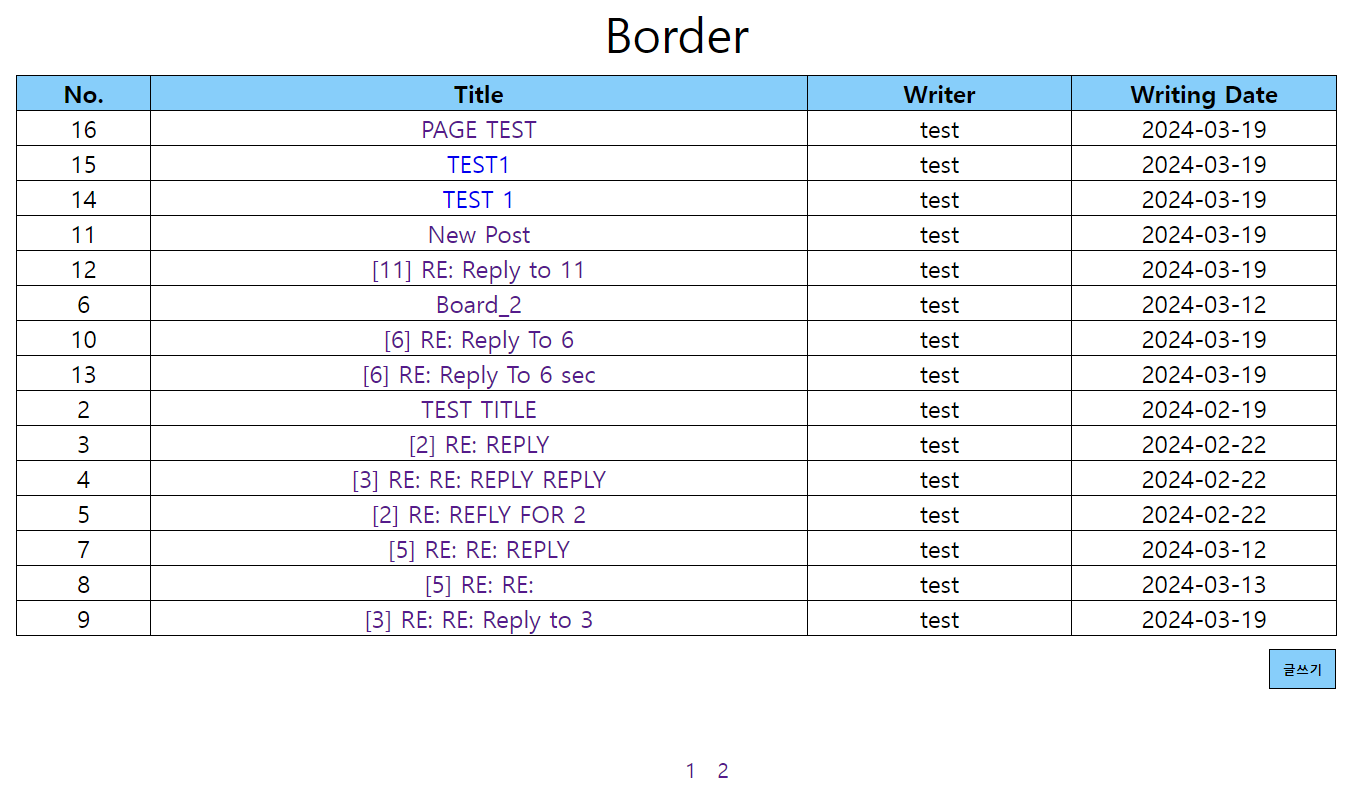 Border
No. Title Writer Writing Date
16 PAGE TEST test 2024-03-19
15 TEST1 test 2024-03-19
14 TEST 1 test 2024-03-19
11 New Post test 2024-03-19
12 [11] RE: Reply to 11 test 2024-03-19
6 Board_2 test 2024-03-12
10 [6] RE: Reply To 6 test 2024-03-19
13 [6] RE: Reply To 6 sec test 2024-03-19
2 TEST TITLE test 2024-02-19
3 [2] RE: REPLY test 2024-02-22
4 [3] RE: RE: REPLY REPLY test 2024-02-22
5 [2] RE: REFLY FOR 2 test 2024-02-22
7 [5] RE: RE: REPLY test 2024-03-12
8 [5] RE: RE: test 2024-03-13
9 [3] RE: RE: Reply to 3 test 2024-03-19
글쓰기
1 2